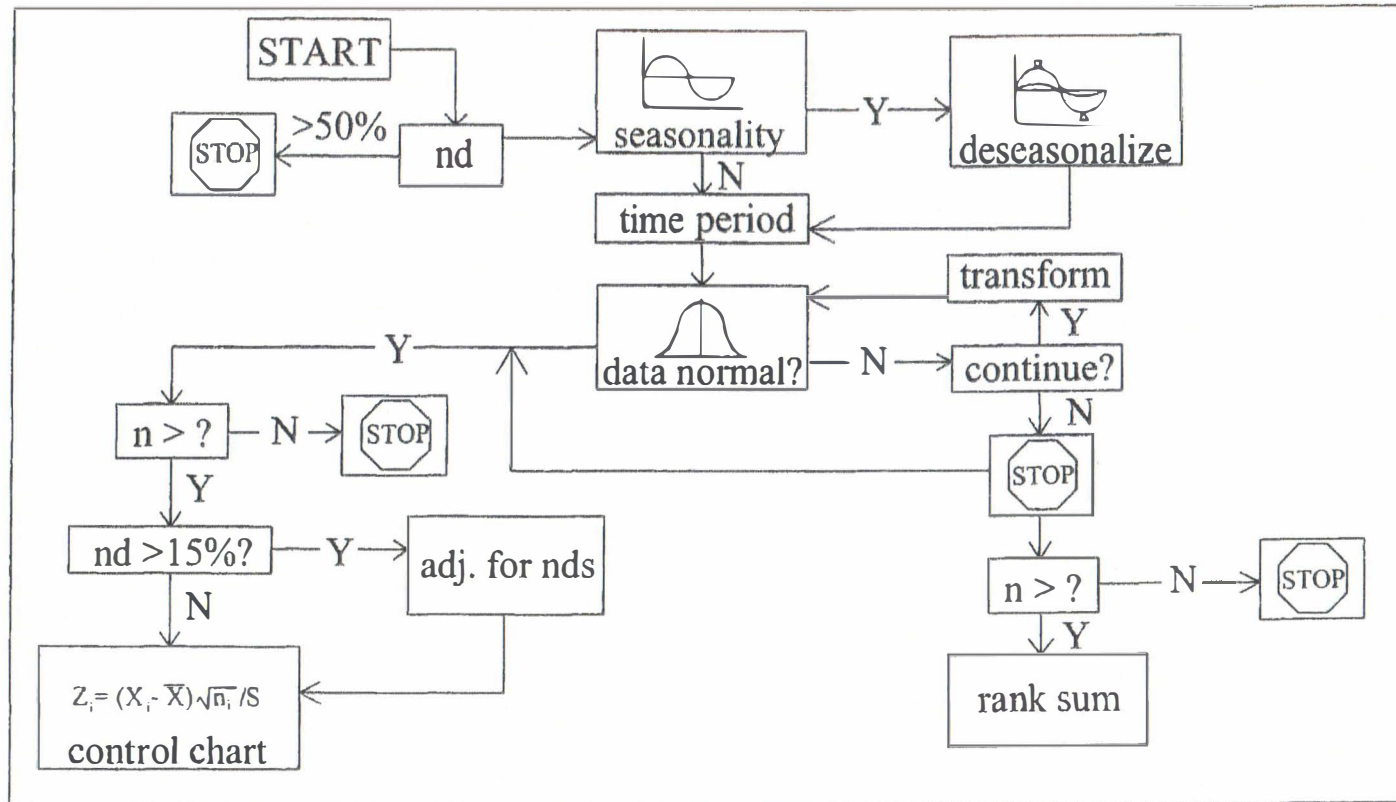 START
>50%
STOP
nd
seasonality
Y
deseasonalize
N
time period
transform
Y
Y
data normal?
N
continue?
N
n > ?
N
STOP
STOP
Y
nd >15%?
Y
adj. for nds
n > ?
N
STOP
N
Y
Zᵢ= (Xᵢ- X̅)√nᵢ /S
control chart
rank sum